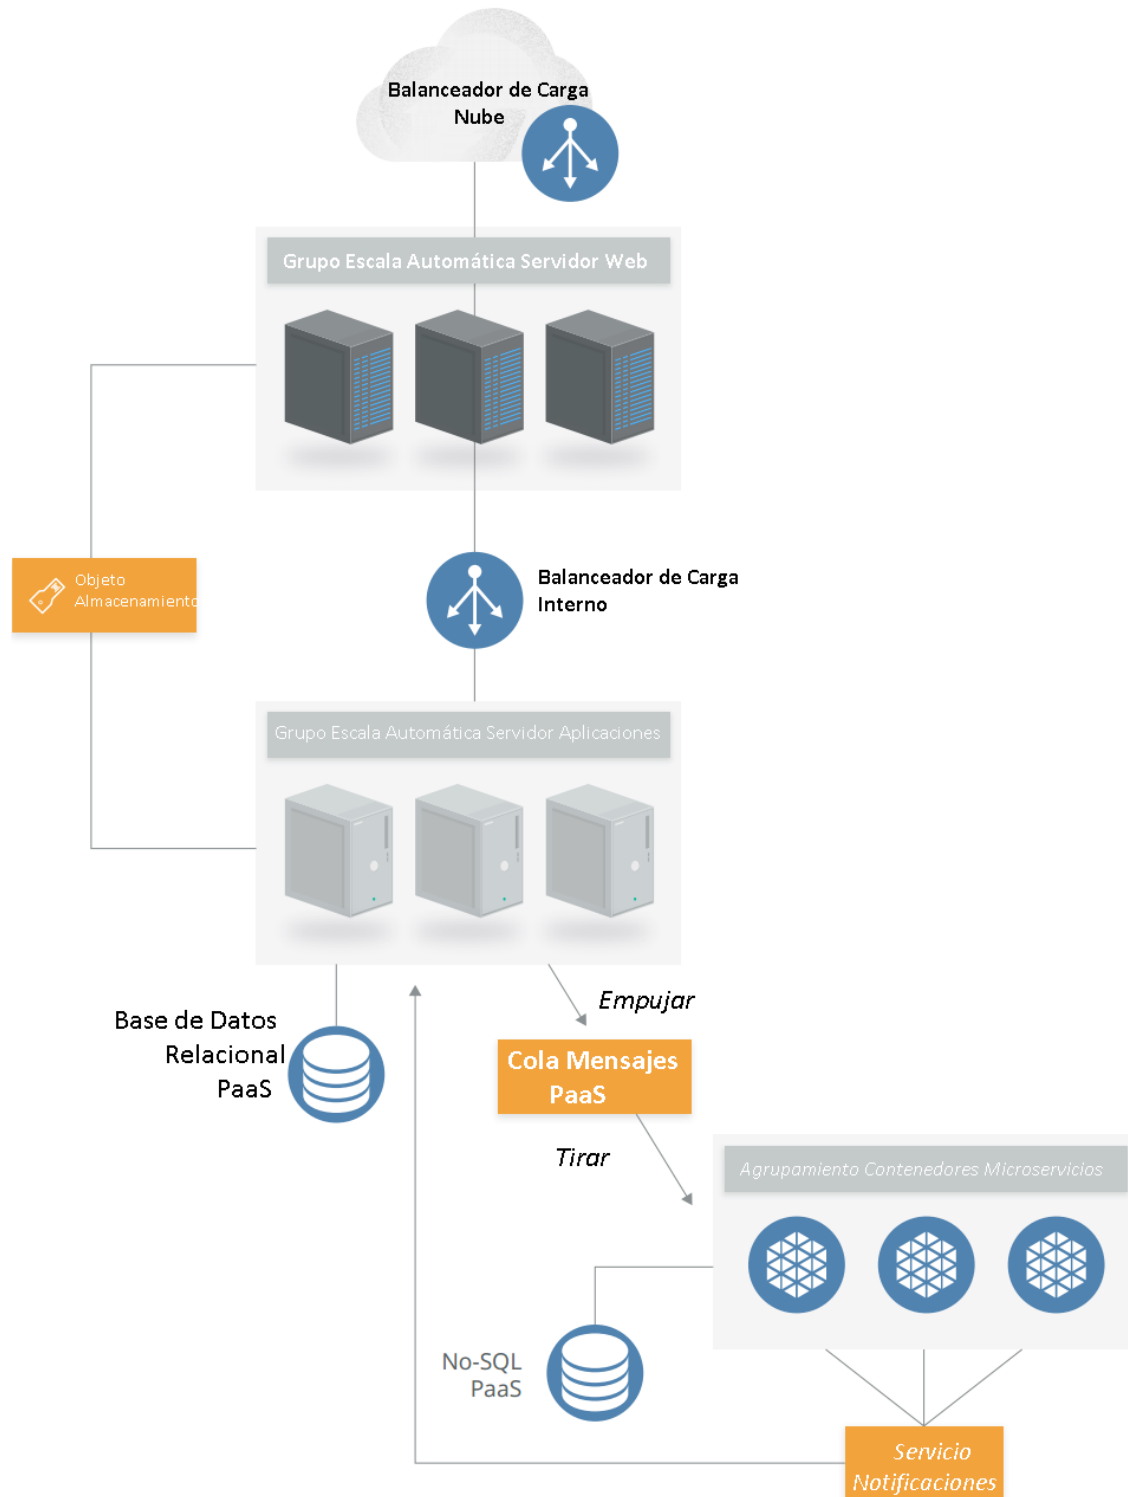 Balanceador de Carga
Nube
Grupo Escala Automática Servidor Web
Objeto
Almacenamiento
Balanceador de Carga
Interno
Grupo Escala Automática Servidor Aplicaciones
Empujar
Base de Datos
Relacional
PaaS
Cola Mensajes
PaaS
Tirar
Agrupamiento Contenedores Microservicios
No-SQL
PaaS
Servicio
Notificaciones